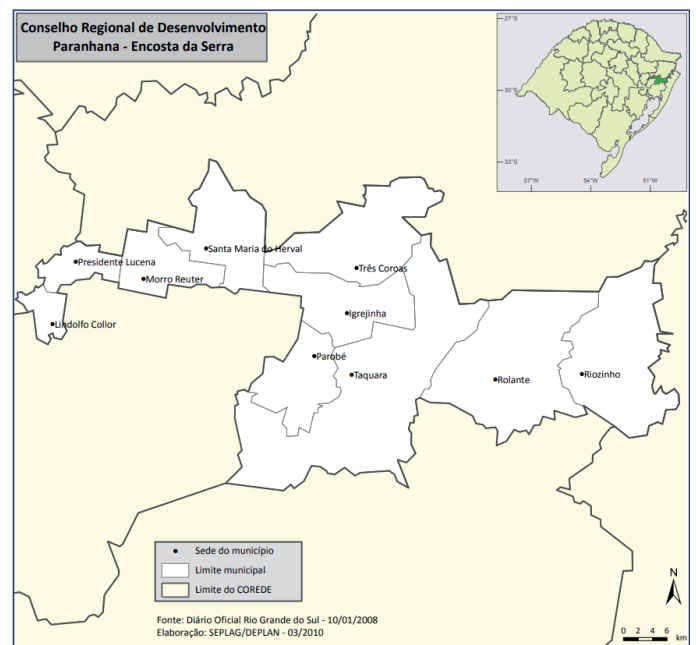 Conselho Regional de Desenvolvimento
Paranhana - Encosta da Serra
27°S
30°S
33°S
57°W
54°W
51°W
Santa Maria do Herval
Presidente Lucena
Três Coroas
Morro Reuter
Igrejinha
Lindolfo Collor
Parobé
Taquara
Rolante
Riozinho
Sede do município
Limite municipal
Limite do COREDE
Fonte: Diário Oficial Rio Grande do Sul - 10/01/2008
Elaboração: SEPLAG/DEPLAN - 03/2010
N
0 2 4 6
km